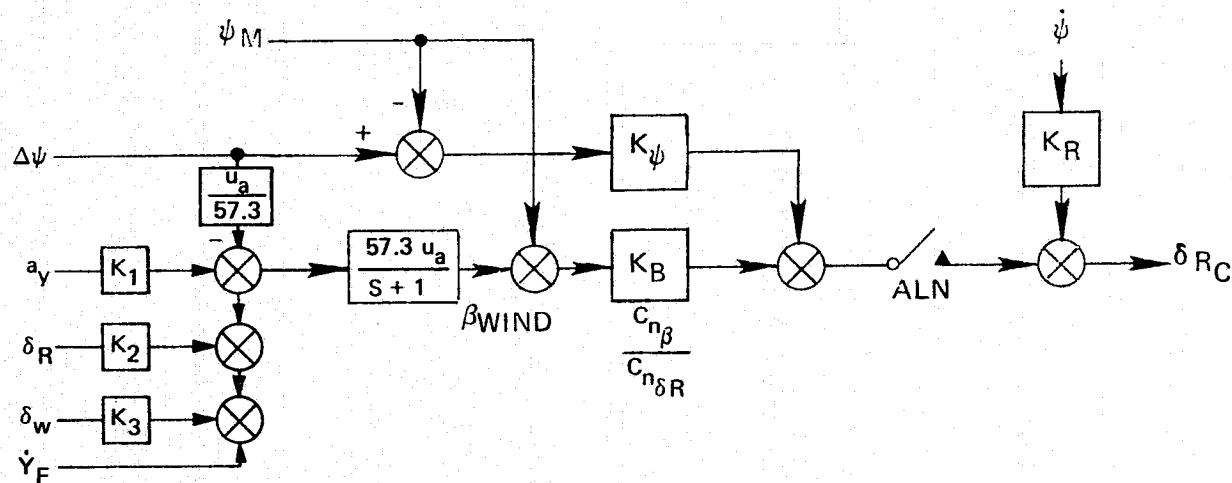 ψM
ψ̇
-
+
Δψ
Kψ
KR
ua
57.3
-
ay
K1
57.3 ua
S + 1
KB
δRC
ALN
βWIND
Cnβ
CnδR
δR
K2
δw
K3
ẎF